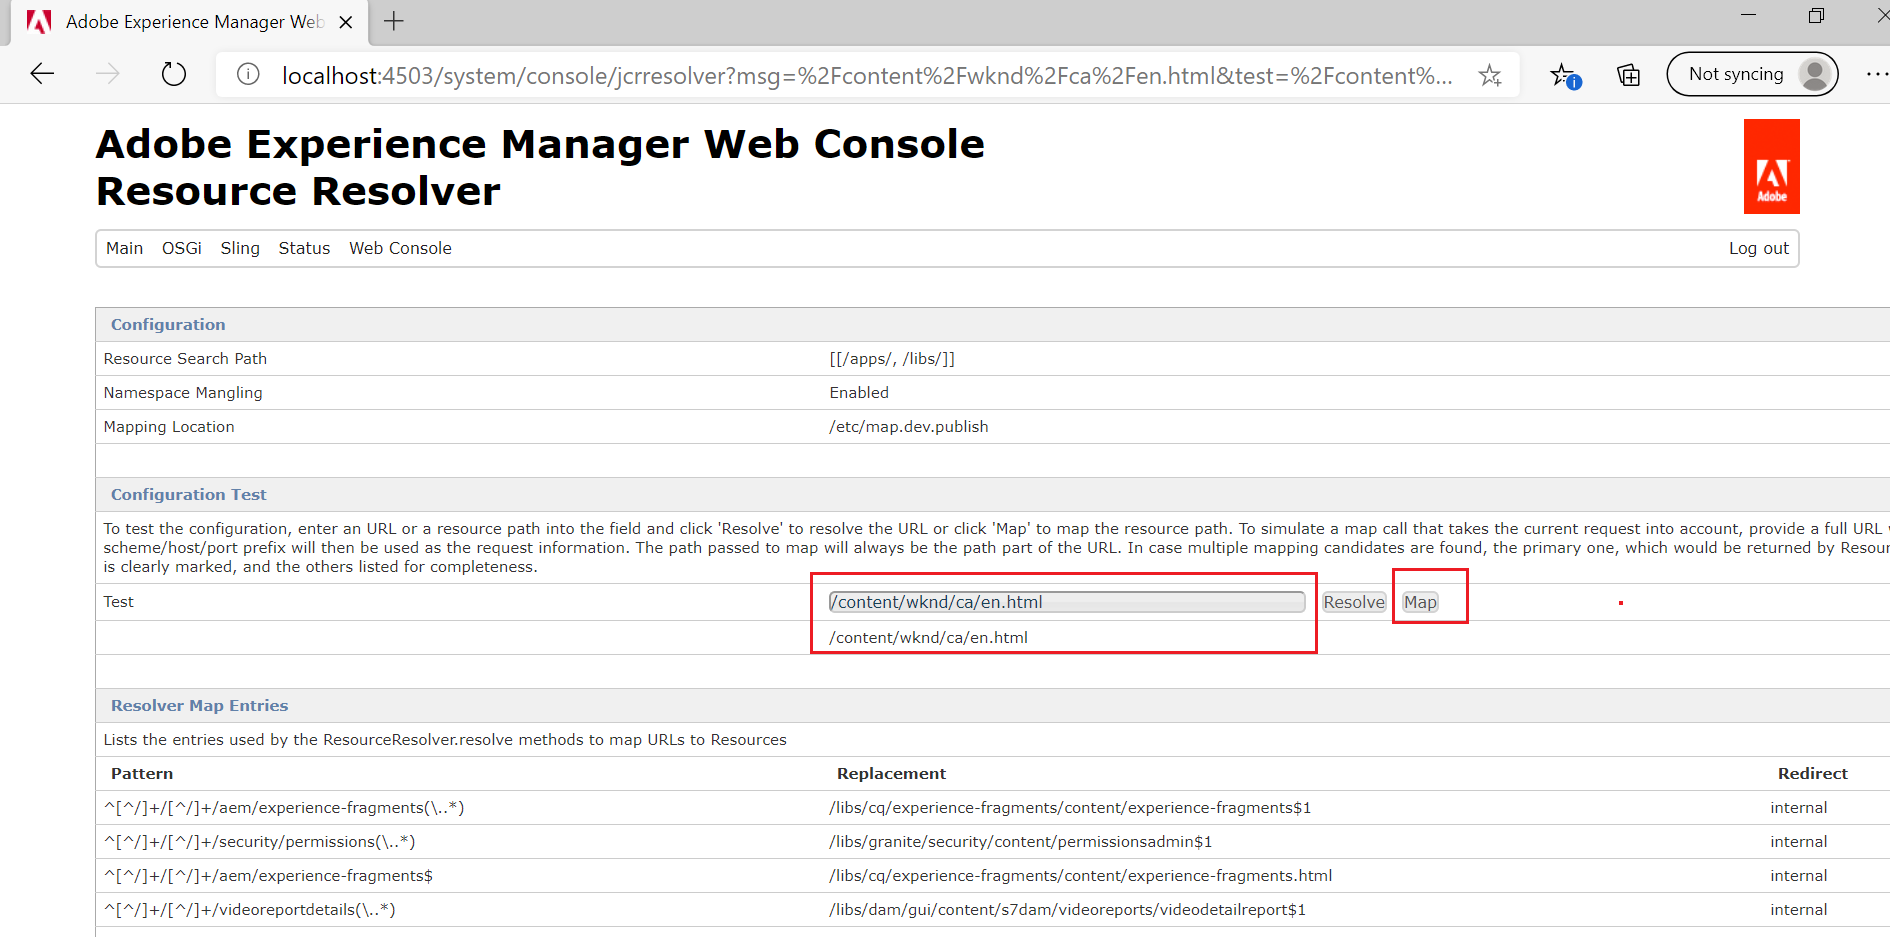 Adobe Experience Manager Web
localhost:4503/system/console/jcrresolver?msg=%2Fcontent%2Fwknd%2Fca%2Fen.html&test=%2Fcontent%...
Not syncing
Adobe Experience Manager Web Console
Resource Resolver
Adobe
Main OSGi Sling Status Web Console Log out
Configuration
Resource Search Path [[/apps/, /libs/]]
Namespace Mangling Enabled
Mapping Location /etc/map.dev.publish
Configuration Test
To test the configuration, enter an URL or a resource path into the field and click 'Resolve' to resolve the URL or click 'Map' to map the resource path. To simulate a map call that takes the current request into account, provide a full URL
scheme/host/port prefix will then be used as the request information. The path passed to map will always be the path part of the URL. In case multiple mapping candidates are found, the primary one, which would be returned by Resour
is clearly marked, and the others listed for completeness.
Test /content/wknd/ca/en.html Resolve Map
/content/wknd/ca/en.html
Resolver Map Entries
Lists the entries used by the ResourceResolver.resolve methods to map URLs to Resources
Pattern Replacement Redirect
^[^/]+/[^/]+/aem/experience-fragments(\..*) /libs/cq/experience-fragments/content/experience-fragments$1 internal
^[^/]+/[^/]+/security/permissions(\..*) /libs/granite/security/content/permissionsadmin$1 internal
^[^/]+/[^/]+/aem/experience-fragments$ /libs/cq/experience-fragments/content/experience-fragments.html internal
^[^/]+/[^/]+/videoreportdetails(\..*) /libs/dam/gui/content/s7dam/videoreports/videodetailreport$1 internal